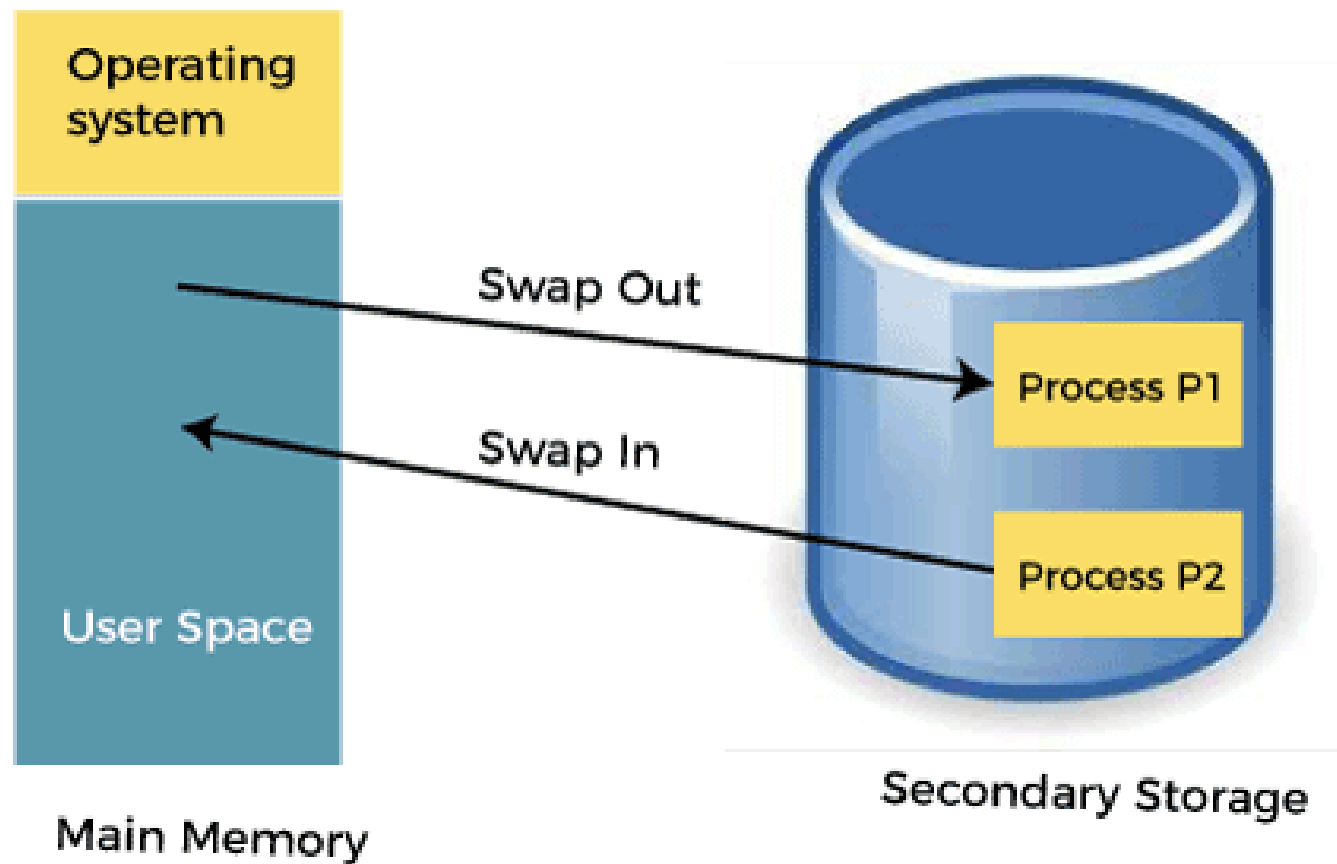 Operating
system
Swap Out
Process P1
Swap In
Process P2
User Space
Secondary Storage
Main Memory